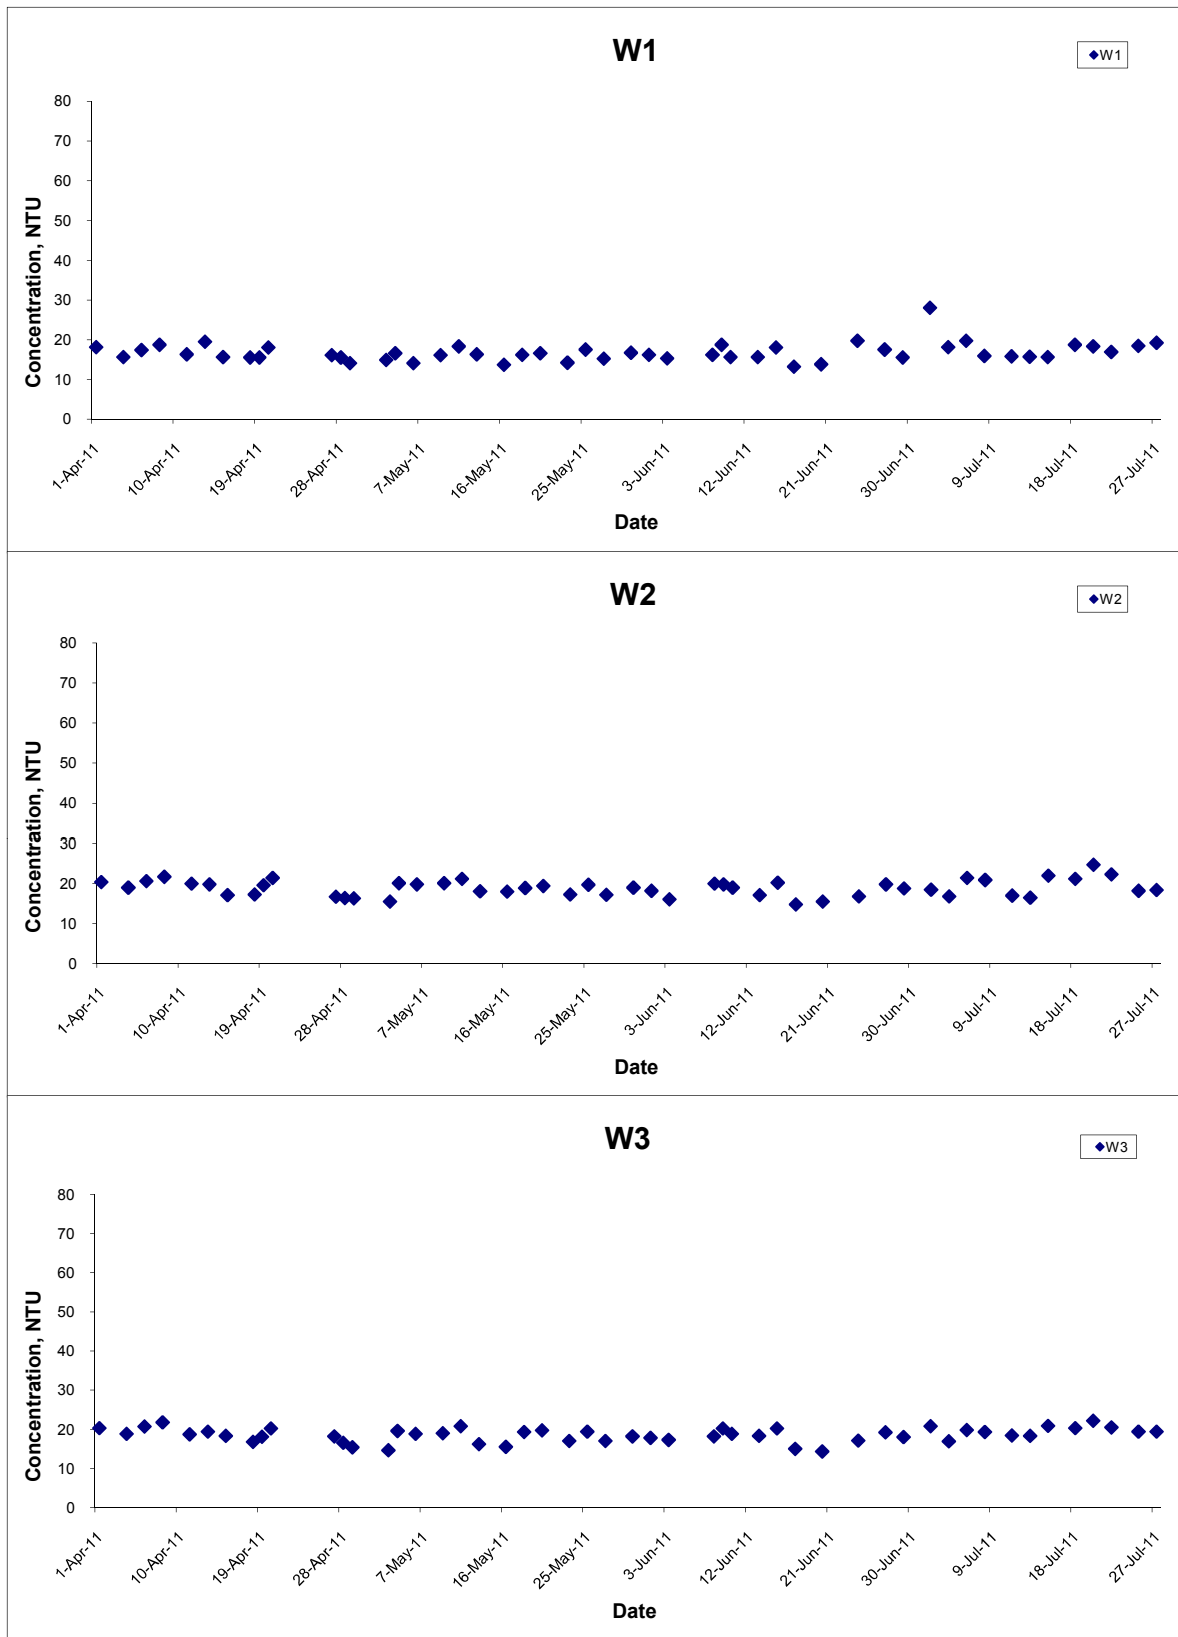 W1
W1
80
70
60
50
40
30
20
10
0
Concentration, NTU
1-Apr-11 10-Apr-11 19-Apr-11 28-Apr-11 7-May-11 16-May-11 25-May-11 3-Jun-11 12-Jun-11 21-Jun-11 30-Jun-11 9-Jul-11 18-Jul-11 27-Jul-11
Date
W2
W2
80
70
60
50
40
30
20
10
0
Concentration, NTU
1-Apr-11 10-Apr-11 19-Apr-11 28-Apr-11 7-May-11 16-May-11 25-May-11 3-Jun-11 12-Jun-11 21-Jun-11 30-Jun-11 9-Jul-11 18-Jul-11 27-Jul-11
Date
W3
W3
80
70
60
50
40
30
20
10
0
Concentration, NTU
1-Apr-11 10-Apr-11 19-Apr-11 28-Apr-11 7-May-11 16-May-11 25-May-11 3-Jun-11 12-Jun-11 21-Jun-11 30-Jun-11 9-Jul-11 18-Jul-11 27-Jul-11
Date